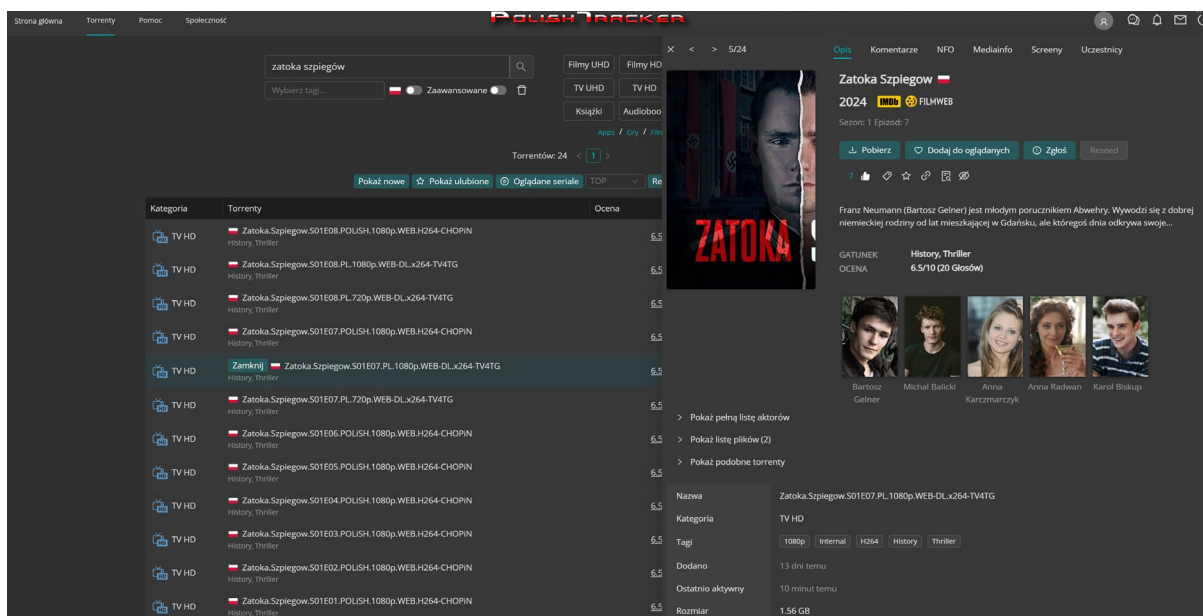 Strona główna
Torrenty
Pomoc
Społeczność
POLISHTRACKER
zatoka szpiegów
Wybierz tagi...
Zaawansowane
Filmy UHD
Filmy HD
TV UHD
TV HD
Książki
Apps / Gry /
Torrentów: 24
1
Pokaż nowe
Pokaż ulubione
Oglądane seriale
TOP
Kategoria
Torrenty
Ocena
TV HD
Zatoka.Szpiegow.S01E08.POLiSH.1080p.WEB.H264-CHOPiN
History, Thriller
6.5
TV HD
Zatoka.Szpiegow.S01E08.PL.1080p.WEB-DL.x264-TV4TG
History, Thriller
6.5
TV HD
Zatoka.Szpiegow.S01E08.PL.720p.WEB-DL.x264-TV4TG
History, Thriller
6.5
TV HD
Zatoka.Szpiegow.S01E07.POLiSH.1080p.WEB.H264-CHOPiN
History, Thriller
6.5
TV HD
Zamknij Zatoka.Szpiegow.S01E07.PL.1080p.WEB-DL.x264-TV4TG
History, Thriller
6.5
TV HD
Zatoka.Szpiegow.S01E07.PL.720p.WEB-DL.x264-TV4TG
History, Thriller
6.5
TV HD
Zatoka.Szpiegow.S01E06.POLiSH.1080p.WEB.H264-CHOPiN
History, Thriller
6.5
TV HD
Zatoka.Szpiegow.S01E05.POLiSH.1080p.WEB.H264-CHOPiN
History, Thriller
6.5
TV HD
Zatoka.Szpiegow.S01E04.POLiSH.1080p.WEB.H264-CHOPiN
History, Thriller
6.5
TV HD
Zatoka.Szpiegow.S01E03.POLiSH.1080p.WEB.H264-CHOPiN
History, Thriller
6.5
TV HD
Zatoka.Szpiegow.S01E02.POLiSH.1080p.WEB.H264-CHOPiN
History, Thriller
6.5
TV HD
Zatoka.Szpiegow.S01E01.POLiSH.1080p.WEB.H264-CHOPiN
History, Thriller
6.5
5/24
ZATOKA
Opis
Komentarze
NFO
Mediainfo
Screeny
Uczestnicy
Zatoka Szpiegow
2024 IMDb FILMWEB
Sezon: 1 Epizod: 7
Pobierz
Dodaj do oglądanych
Zgłoś
Reseed
7
Franz Neumann (Bartosz Gelner) jest młodym porucznikiem Abwehry. Wywodzi się z dobrej
niemieckiej rodziny od lat mieszkającej w Gdańsku, ale któregoś dnia odkrywa swoje...
GATUNEK History, Thriller
OCENA 6.5/10 (20 Głosów)
Bartosz
Gelner
Michal Balicki
Anna
Karczmarczyk
Anna Radwan
Karol Biskup
Pokaż pełną listę aktorów
Pokaż listę plików (2)
Pokaż podobne torrenty
Nazwa Zatoka.Szpiegow.S01E07.PL.1080p.WEB-DL.x264-TV4TG
Kategoria TV HD
Tagi 1080p Internal H264 History Thriller
Dodano 13 dni temu
Ostatnio aktywny 10 minut temu
Rozmiar 1.56 GB